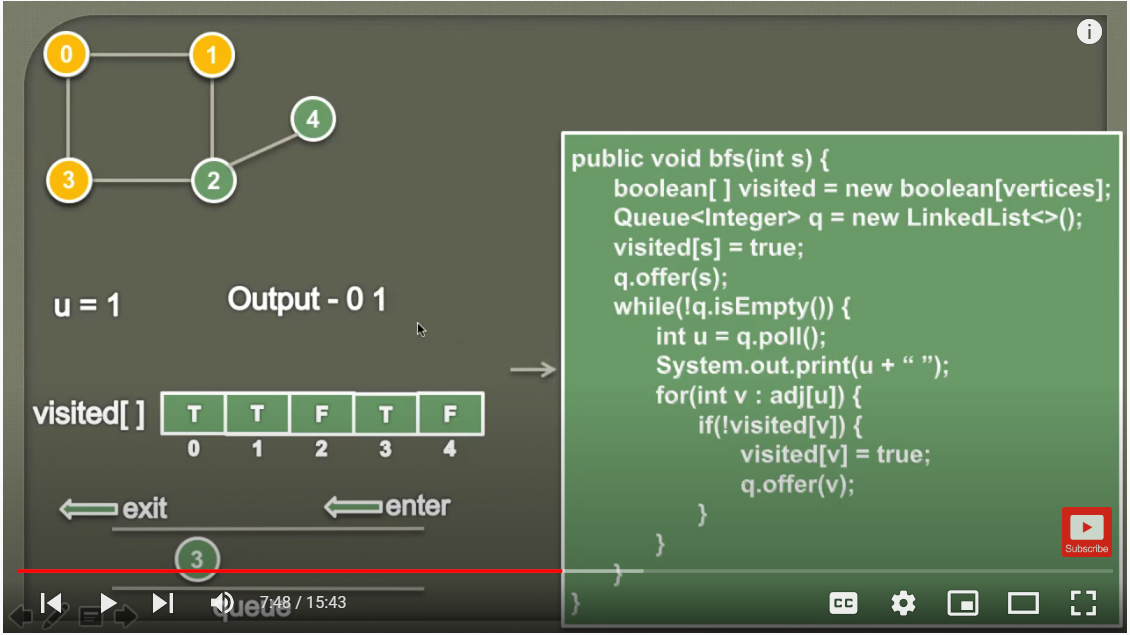 0
1
4
3
2
u = 1
Output - 0 1
visited[ ]
T T F T F
0 1 2 3 4
exit
enter
3
queue
public void bfs(int s) {
boolean[ ] visited = new boolean[vertices];
Queue<Integer> q = new LinkedList<>();
visited[s] = true;
q.offer(s);
while(!q.isEmpty()) {
int u = q.poll();
System.out.print(u + “ ”);
for(int v : adj[u]) {
if(!visited[v]) {
visited[v] = true;
q.offer(v);
}
}
}
}
i
Subscribe
7:48 / 15:43
CC